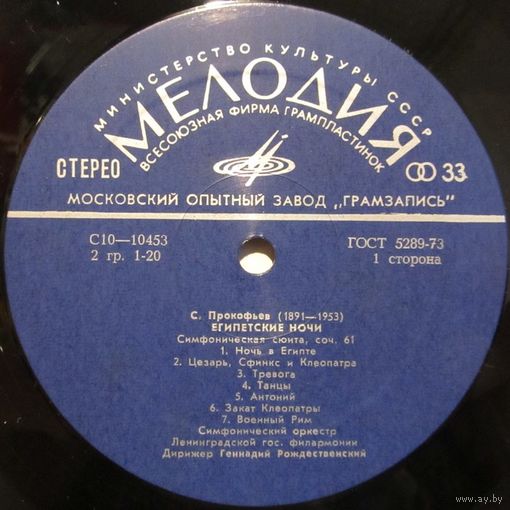 МИНИСТЕРСТВО КУЛЬТУРЫ СССР
МЕЛОДИЯ
ВСЕСОЮЗНАЯ ФИРМА ГРАМПЛАСТИНОК
СТЕРЕО
33
МОСКОВСКИЙ ОПЫТНЫЙ ЗАВОД „ГРАМЗАПИСЬ"
С10—10453
2 гр. 1-20
ГОСТ 5289-73
1 сторона
С. Прокофьев (1891—1953)
ЕГИПЕТСКИЕ НОЧИ
Симфоническая сюита, соч. 61
1. Ночь в Египте
2. Цезарь, Сфинкс и Клеопатра
3. Тревога
4. Танцы
5. Антоний
6. Закат Клеопатры
7. Военный Рим
Симфонический оркестр
Ленинградской гос. филармонии
Дирижер Геннадий Рождественский
www.ay.by